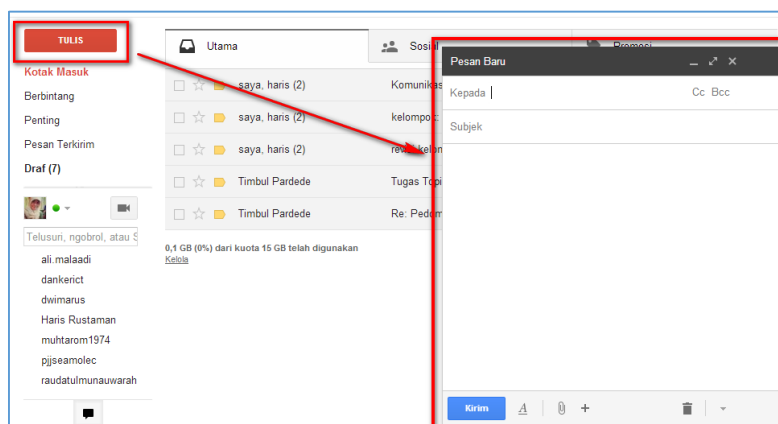 TULIS
Kotak Masuk
Berbintang
Penting
Pesan Terkirim
Draf (7)
Telusuri, ngobrol, atau S
ali.malaadi
dankerict
dwimarus
Haris Rustaman
muhtarom1974
pjjseamolec
raudatulmunauwarah
Utama
Sosial
Promosi
saya, haris (2) Komunikas
saya, haris (2) kelompok:
saya, haris (2)
Timbul Pardede Tugas Topi
Timbul Pardede Re: Pedom
0,1 GB (0%) dari kuota 15 GB telah digunakan
Kelola
Pesan Baru
Kepada Cc Bcc
Subjek
Kirim A